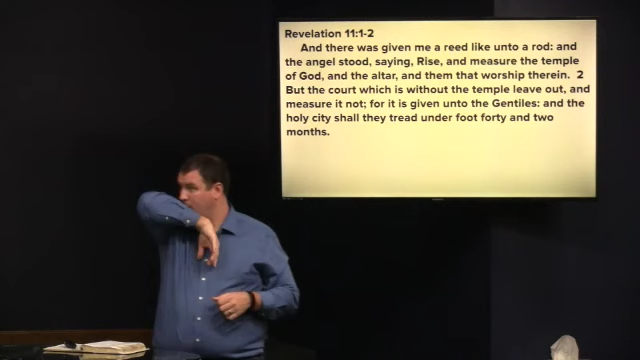 Revelation 11:1-2
And there was given me a reed like unto a rod: and
the angel stood, saying, Rise, and measure the temple
of God, and the altar, and them that worship therein. 2
But the court which is without the temple leave out, and
measure it not; for it is given unto the Gentiles: and the
holy city shall they tread under foot forty and two
months.